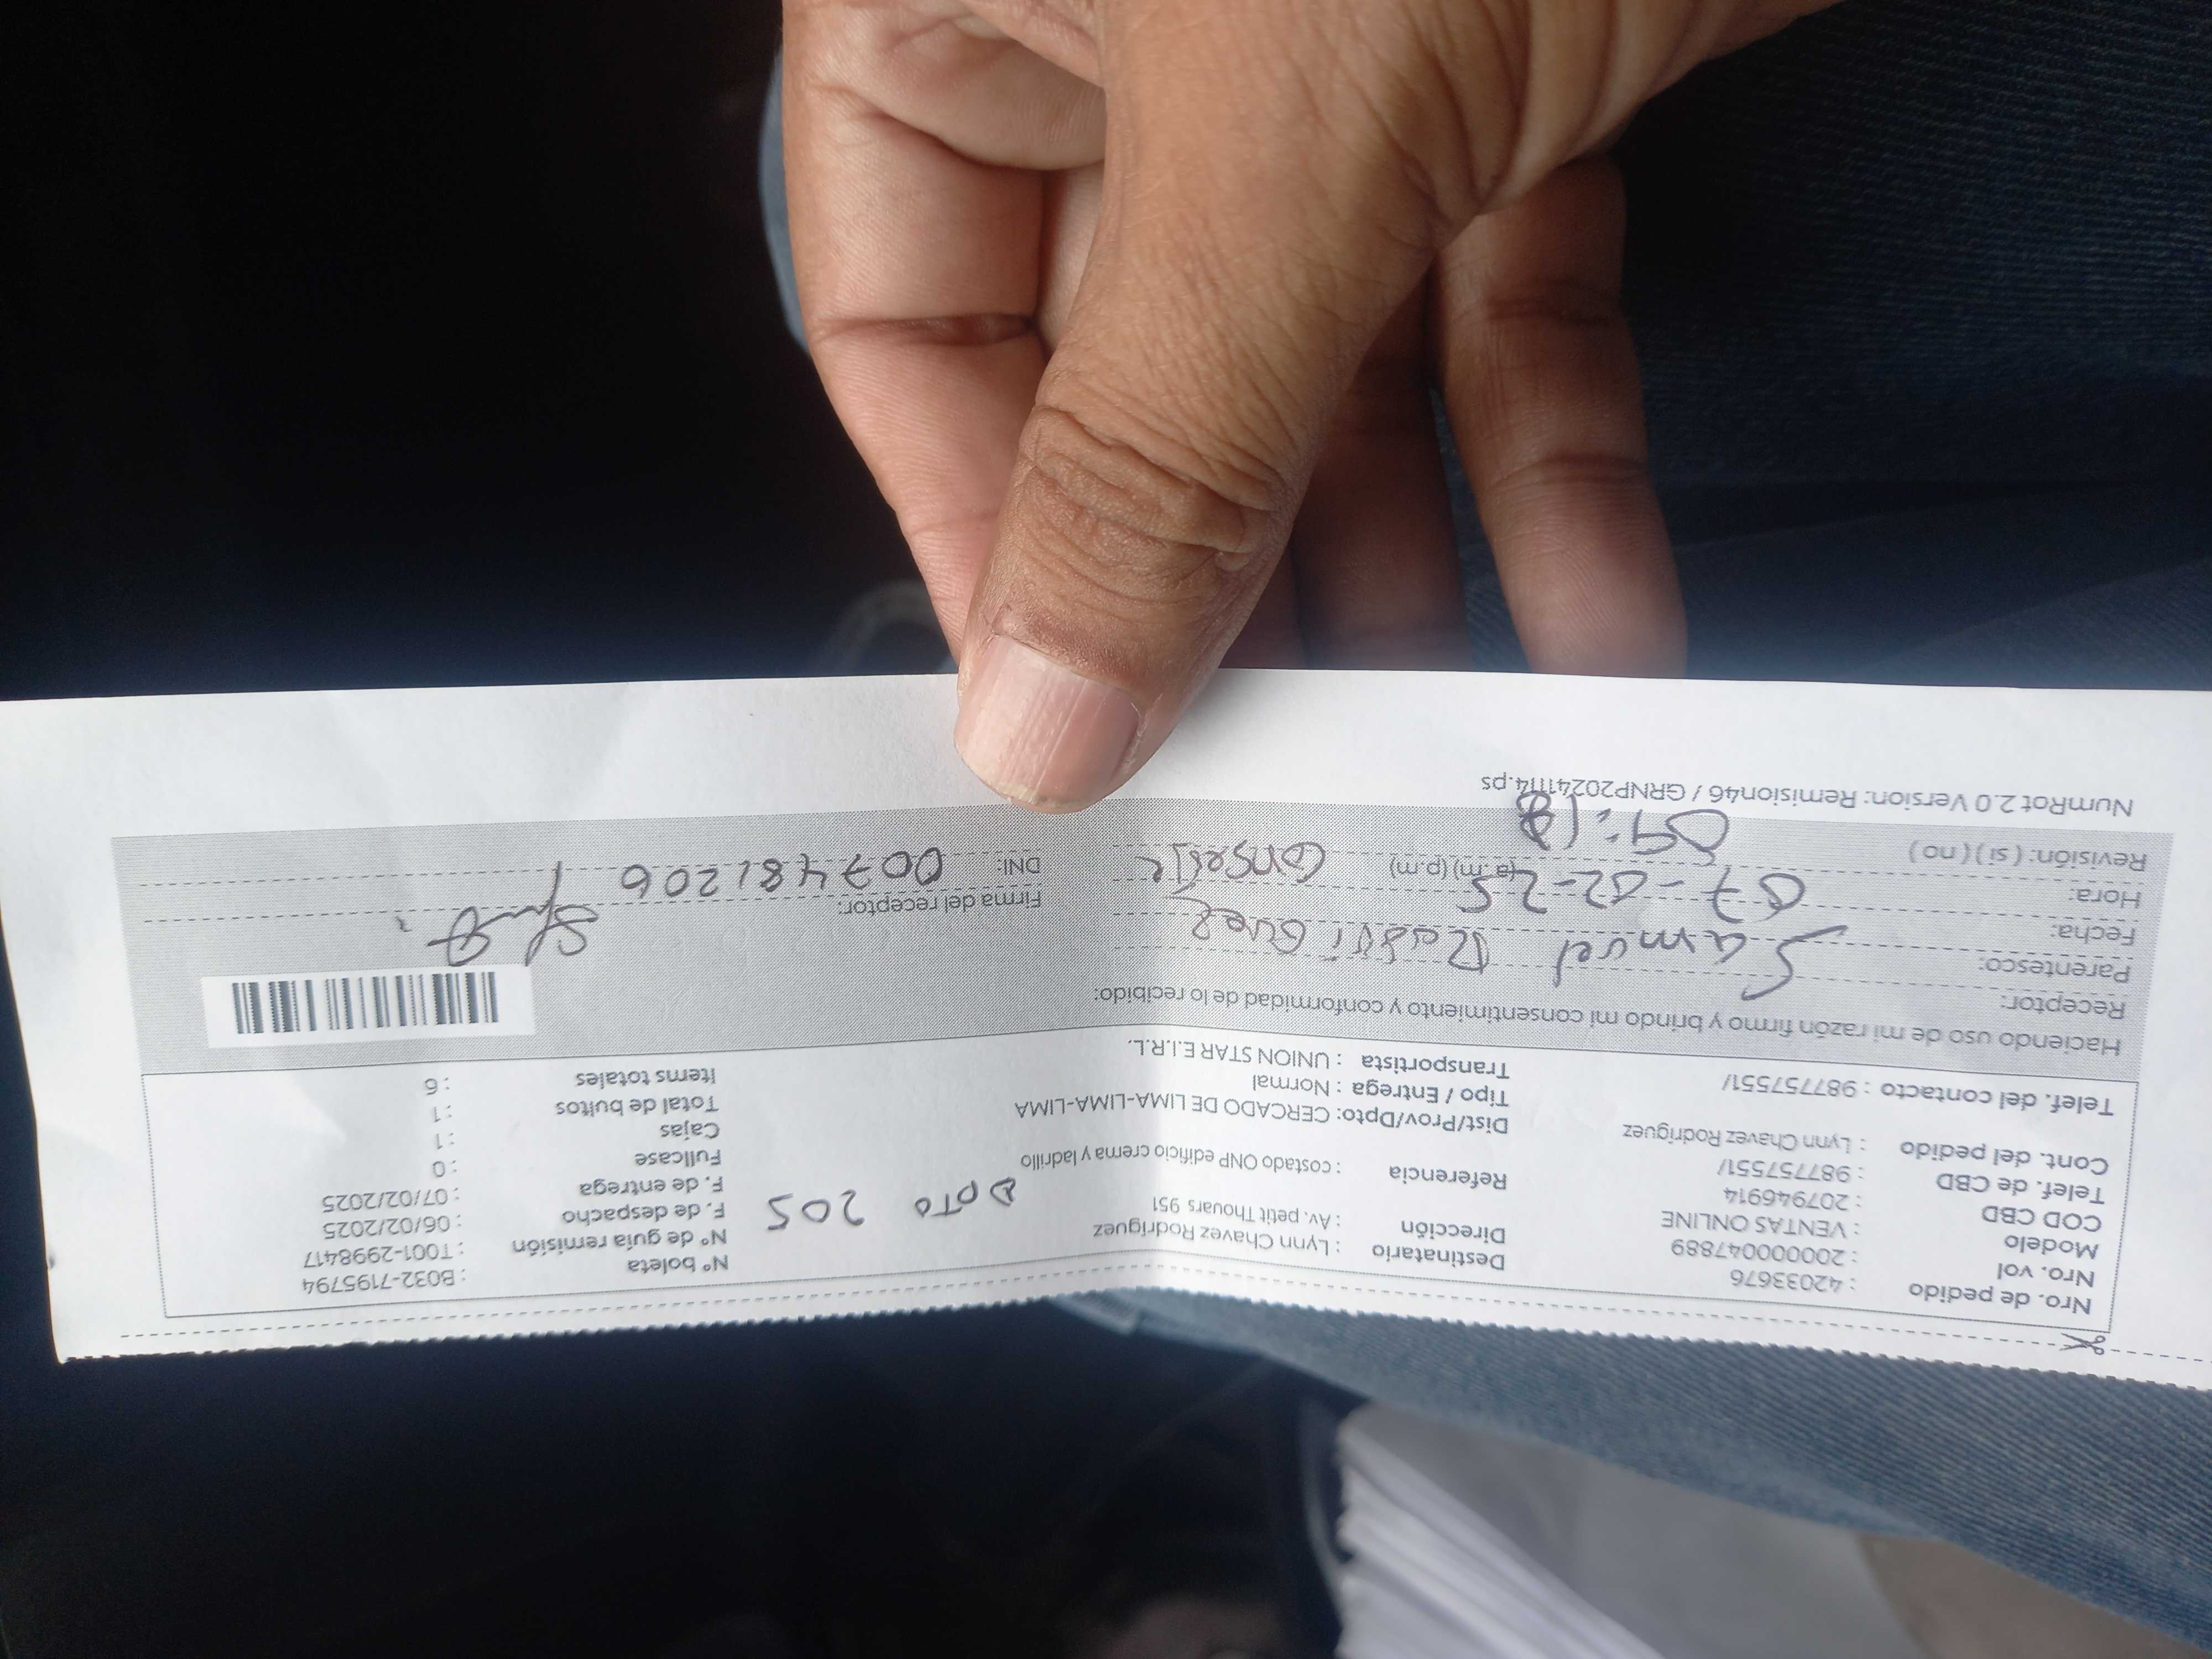 Nro. de pedido : 42033676
Nro. vol : 20000047889
Modelo : VENTAS ONLINE
COD CBD : 207946914
Telef. de CBD : 987757551/
Cont. del pedido : Lynn Chavez Rodriguez
Telef. del contacto : 987757551/
Destinatario : Lynn Chavez Rodriguez
Dirección : Av. petit Thouars 951
DPTO 205
Referencia : costado ONP edificio crema y ladrillo
Dist/Prov/Dpto: CERCADO DE LIMA-LIMA-LIMA
Tipo / Entrega : Normal
Transportista : UNION STAR E.I.R.L.
N° boleta : B032-7195794
N° de guía remisión : T001-2998417
F. de despacho : 06/02/2025
F. de entrega : 07/02/2025
Fullcase : 0
Cajas : 1
Total de bultos : 1
Items totales : 6
Haciendo uso de mi razón firmo y brindo mi consentimiento y conformidad de lo recibido:
Receptor:
Parentesco: Samuel
Fecha:
Hora: 07-02-25 (a.m) (p.m) Conserje
Revisión: ( si ) ( no )
Firma del receptor:
DNI: 007481206
NumRot 2.0 Version: Remision46 / GRNP20241114.ps